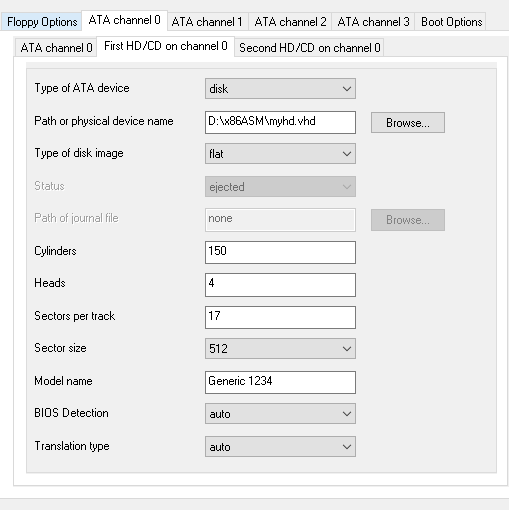 Floppy Options ATA channel 0 ATA channel 1 ATA channel 2 ATA channel 3 Boot Options
ATA channel 0 First HD/CD on channel 0 Second HD/CD on channel 0
Type of ATA device disk
Path or physical device name D:\x86ASM\myhd.vhd Browse...
Type of disk image flat
Status ejected
Path of journal file none Browse...
Cylinders 150
Heads 4
Sectors per track 17
Sector size 512
Model name Generic 1234
BIOS Detection auto
Translation type auto